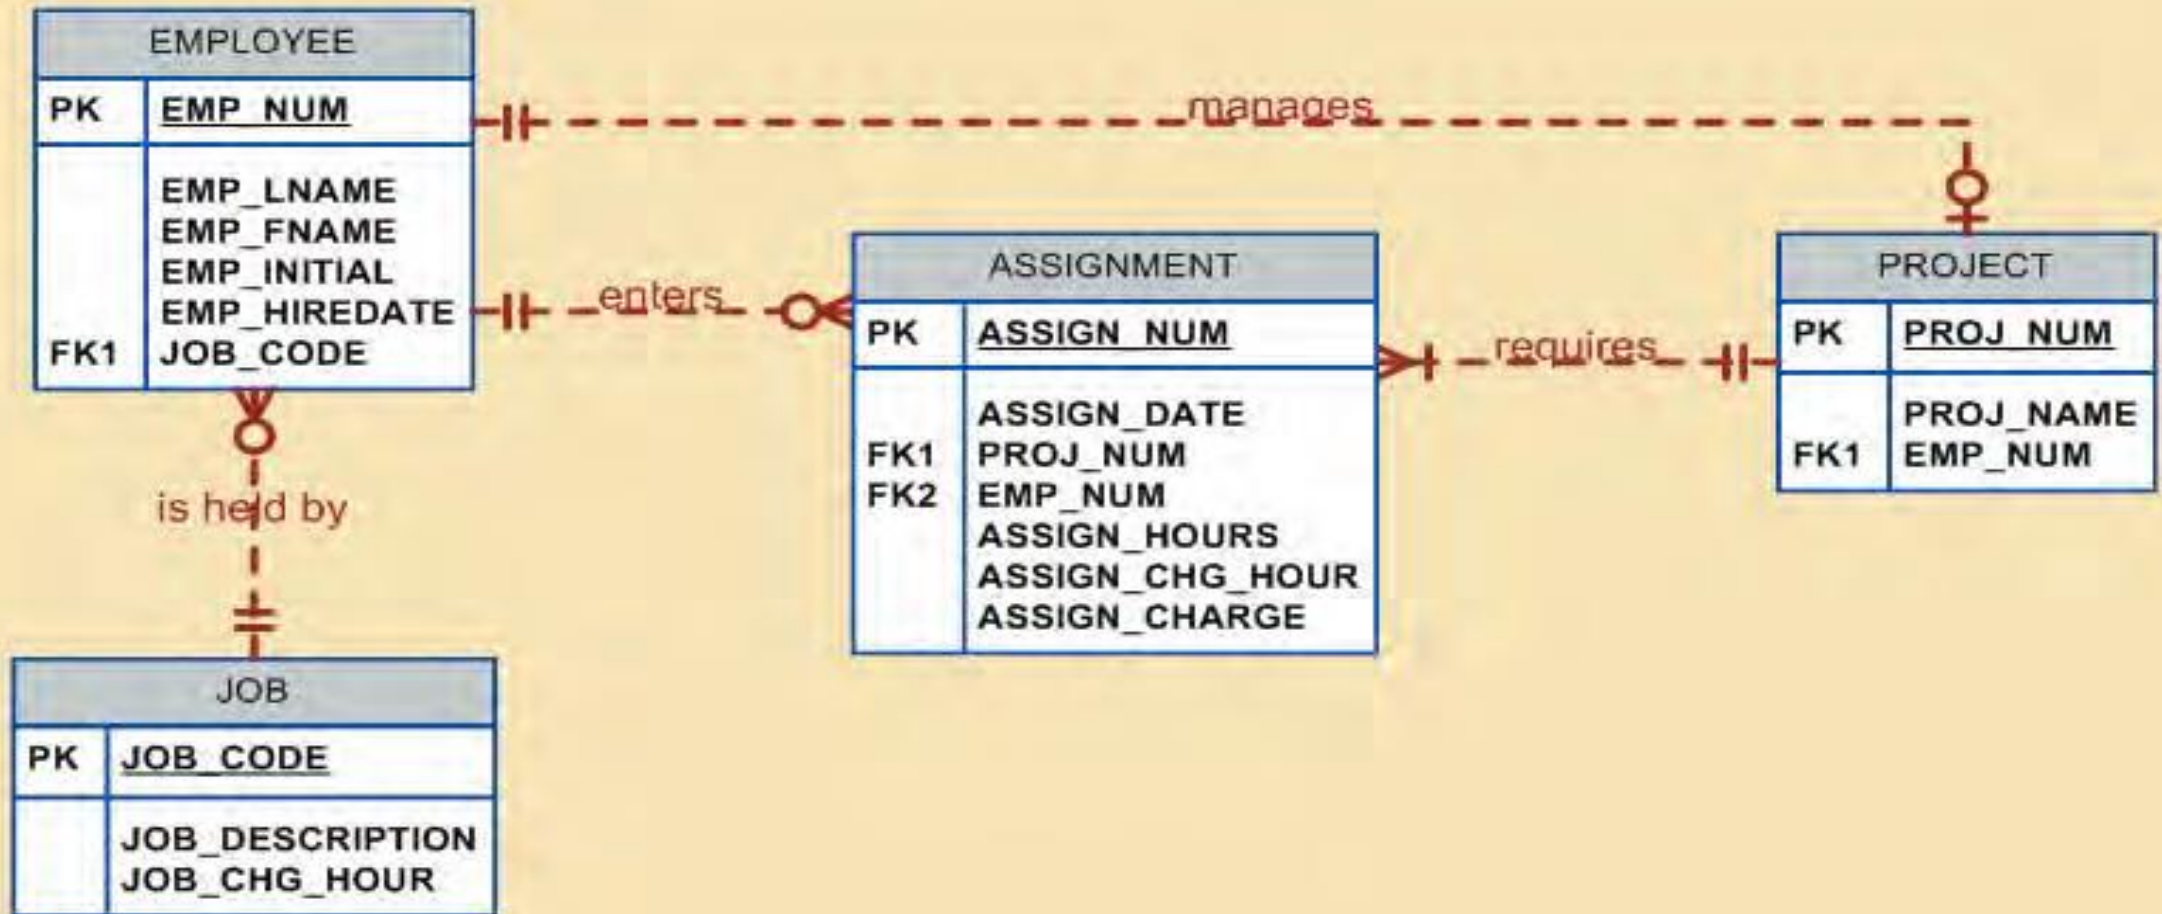 EMPLOYEE
PK EMP_NUM
EMP_LNAME
EMP_FNAME
EMP_INITIAL
EMP_HIREDATE
FK1 JOB_CODE
manages
enters
ASSIGNMENT
PK ASSIGN_NUM
ASSIGN_DATE
FK1 PROJ_NUM
FK2 EMP_NUM
ASSIGN_HOURS
ASSIGN_CHG_HOUR
ASSIGN_CHARGE
requires
PROJECT
PK PROJ_NUM
PROJ_NAME
FK1 EMP_NUM
is held by
JOB
PK JOB_CODE
JOB_DESCRIPTION
JOB_CHG_HOUR